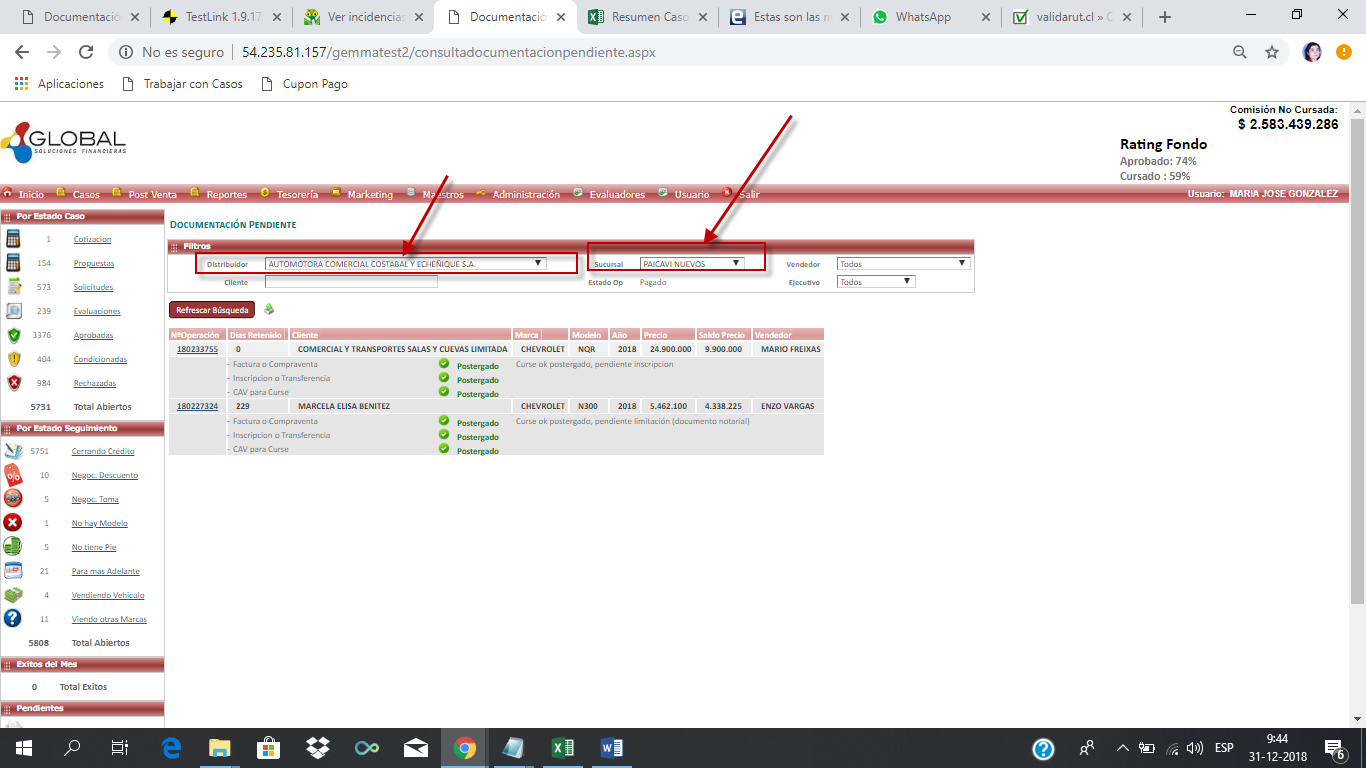 Documentació
TestLink 1.9.17
Ver incidencias
Documentació
Resumen Caso
Estas son las m
WhatsApp
validarut.cl » C
No es seguro | 54.235.81.157/gemmatest2/consultadocumentacionpendiente.aspx
Aplicaciones Trabajar con Casos Cupon Pago
GLOBAL
SOLUCIONES FINANCIERAS
Comisión No Cursada:
$ 2.583.439.286
Rating Fondo
Aprobado: 74%
Cursado : 59%
Inicio Casos Post Venta Reportes Tesorería Marketing Maestros Administración Evaluadores Usuario Salir Usuario: MARIA JOSE GONZALEZ
Por Estado Caso
1 Cotizacion
154 Propuestas
573 Solicitudes
239 Evaluaciones
3376 Aprobadas
404 Condicionadas
984 Rechazadas
5731 Total Abiertos
Por Estado Seguimiento
5751 Cerrando Crédito
10 Negoc. Descuento
5 Negoc. Toma
1 No hay Modelo
5 No tiene Pie
21 Para mas Adelante
4 Vendiendo Vehículo
11 Viendo otras Marcas
5808 Total Abiertos
Exitos del Mes
0 Total Exitos
Pendientes
DOCUMENTACIÓN PENDIENTE
Filtros
Distribuidor AUTOMOTORA COMERCIAL COSTABAL Y ECHEÑIQUE S.A. Sucursal PAICAVI NUEVOS Vendedor Todos
Cliente Estado Op Pagado Ejecutivo Todos
Refrescar Búsqueda
NºOperación Días Retenido Cliente Marca Modelo Año Precio Saldo Precio Vendedor
180233755 0 COMERCIAL Y TRANSPORTES SALAS Y CUEVAS LIMITADA CHEVROLET NQR 2018 24.900.000 9.900.000 MARIO FREIXAS
- Factura o Compraventa Postergado Curse ok postergado, pendiente inscripcion
- Inscripcion o Transferencia Postergado
- CAV para Curse Postergado
180227324 229 MARCELA ELISA BENITEZ CHEVROLET N300 2018 5.462.100 4.338.225 ENZO VARGAS
- Factura o Compraventa Postergado Curse ok postergado, pendiente limitación (documento notarial)
- Inscripcion o Transferencia Postergado
- CAV para Curse Postergado
ESP
9:44
31-12-2018
6